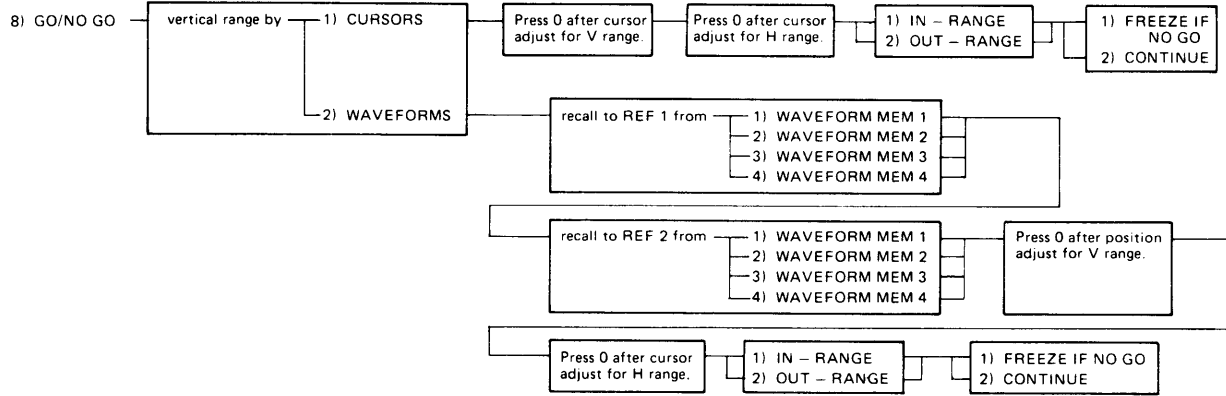 8) GO/NO GO
vertical range by
1) CURSORS
2) WAVEFORMS
Press 0 after cursor
adjust for V range.
Press 0 after cursor
adjust for H range.
1) IN – RANGE
2) OUT – RANGE
1) FREEZE IF
NO GO
2) CONTINUE
recall to REF 1 from
1) WAVEFORM MEM 1
2) WAVEFORM MEM 2
3) WAVEFORM MEM 3
4) WAVEFORM MEM 4
recall to REF 2 from
1) WAVEFORM MEM 1
2) WAVEFORM MEM 2
3) WAVEFORM MEM 3
4) WAVEFORM MEM 4
Press 0 after position
adjust for V range.
Press 0 after cursor
adjust for H range.
1) IN – RANGE
2) OUT – RANGE
1) FREEZE IF NO GO
2) CONTINUE